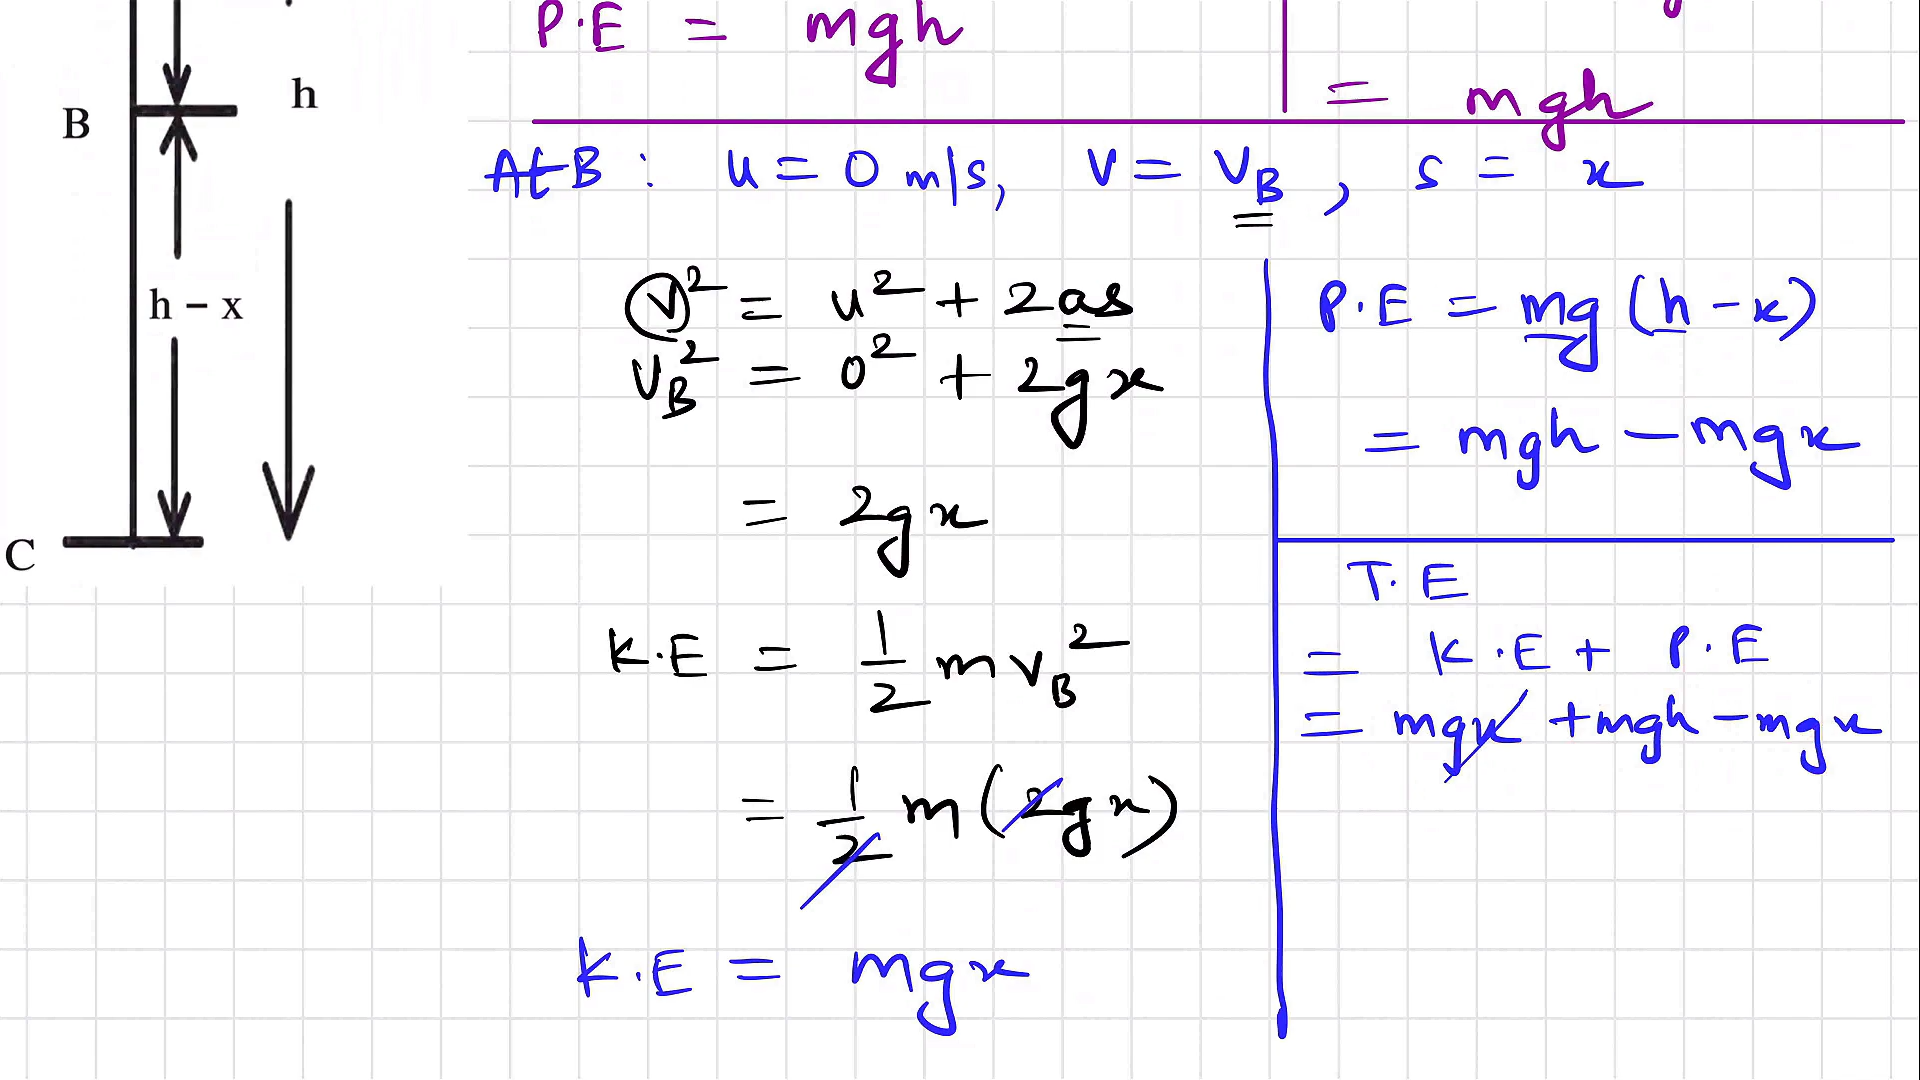 P.E = mgh
= mgh
B
h
At B : u = 0 m/s, v = v_B , s = x
h – x
C
v² = u² + 2as
v_B² = 0² + 2gx
= 2gx
K.E = 1/2 m v_B²
= 1/2 m (2gx)
K.E = mgx
P.E = mg (h - x)
= mgh - mgx
T.E
= K.E + P.E
= mgx + mgh - mgx